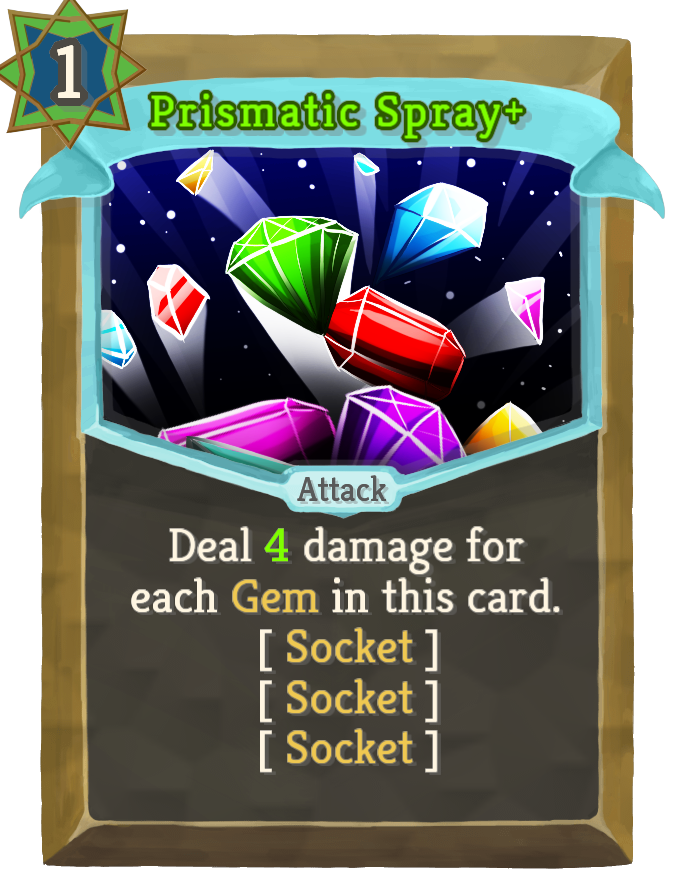 1
Prismatic Spray+
Attack
Deal 4 damage for
each Gem in this card.
[ Socket ]
[ Socket ]
[ Socket ]